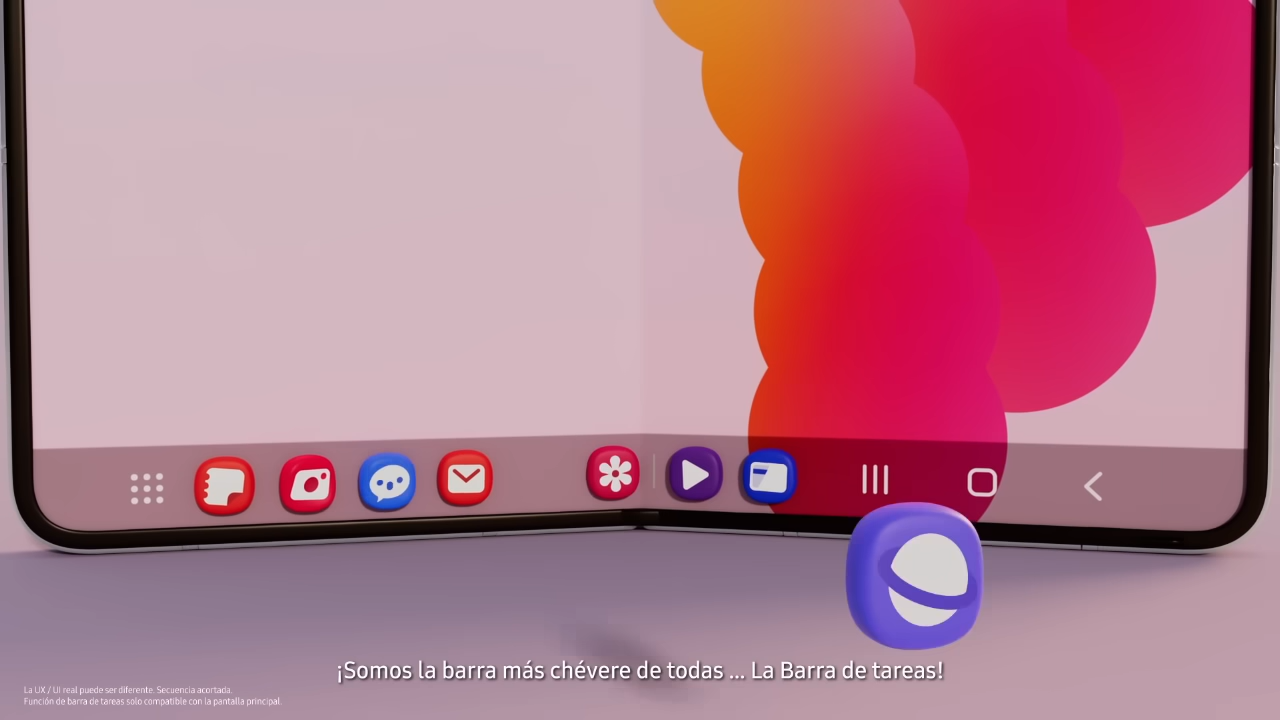 ¡Somos la barra más chévere de todas ... La Barra de tareas!
La UX / UI real puede ser diferente. Secuencia acortada.
Función de barra de tareas solo compatible con la pantalla principal.